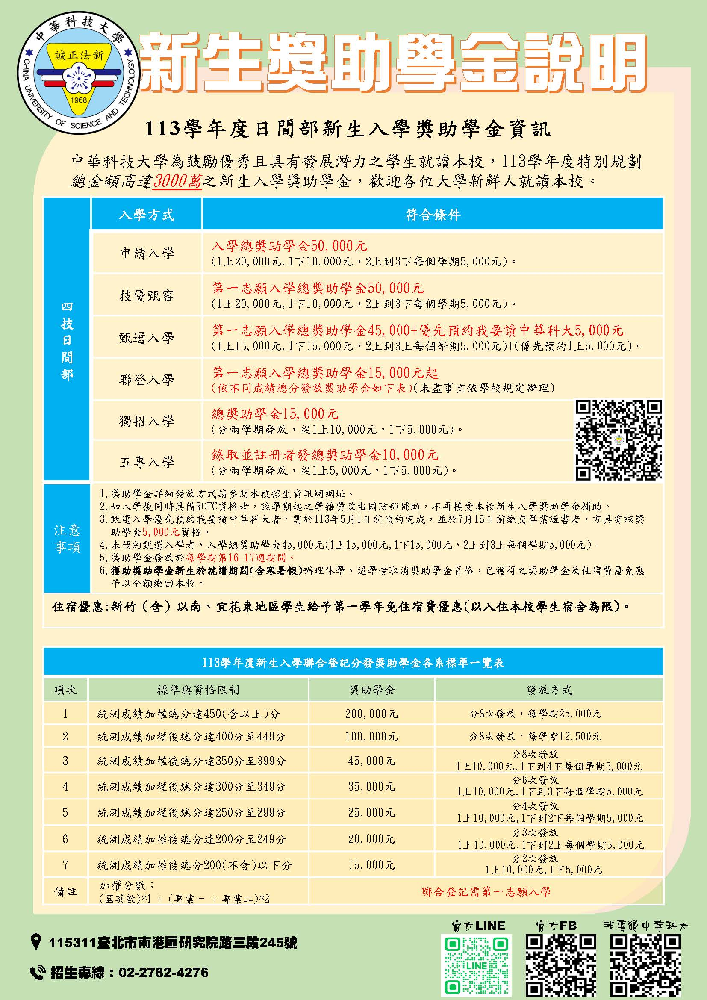 中華科技大學
誠正法新
1968
CHINA UNIVERSITY OF SCIENCE AND TECHNOLOGY
新生獎助學金說明
113學年度日間部新生入學獎助學金資訊
中華科技大學為鼓勵優秀且具有發展潛力之學生就讀本校，113學年度特別規劃
總金額高達3000萬之新生入學獎助學金，歡迎各位大學新鮮人就讀本校。
四技日間部
入學方式
符合條件
申請入學
入學總獎助學金50,000元
(1上20,000元,1下10,000元，2上到3下每個學期5,000元)。
技優甄審
第一志願入學總獎助學金50,000元
(1上20,000元,1下10,000元，2上到3下每個學期5,000元)。
甄選入學
第一志願入學總獎助學金45,000+優先預約我要讀中華科大5,000元
(1上15,000元,1下15,000元，2上到3上每個學期5,000元)+(優先預約1上5,000元)。
聯登入學
第一志願入學總獎助學金15,000元起
(依不同成績總分發放獎助學金如下表)(未盡事宜依學校規定辦理)
獨招入學
總獎助學金15,000元
(分兩學期發放，從1上10,000元，1下5,000元)。
五專入學
錄取並註冊者發總獎助學金10,000元
(分兩學期發放，從1上5,000元，1下5,000元)。
注意
事項
1.獎助學金詳細發放方式請參閱本校招生資訊網網址。
2.如入學後同時具備ROTC資格者，該學期起之學雜費改由國防部補助，不再接受本校新生入學獎助學金補助。
3.甄選入學優先預約我要讀中華科大者，需於113年5月1日前預約完成，並於7月15日前繳交畢業證書者，方具有該獎
助學金5,000元資格。
4.未預約甄選入學者，入學總獎助學金45,000元(1上15,000元,1下15,000元，2上到3上每個學期5,000元)。
5.獎助學金發放於每學期第16-17週期間。
6.獲助獎助學金新生於就讀期間(含寒暑假)辦理休學、退學者取消獎助學金資格，已獲得之獎助學金及住宿費優免應
予以全額繳回本校。
住宿優惠:新竹（含）以南、宜花東地區學生給予第一學年免住宿費優惠(以入住本校學生宿舍為限)。
113學年度新生入學聯合登記分發獎助學金各系標準一覽表
項次
標準與資格限制
獎助學金
發放方式
1
統測成績加權總分達450(含以上)分
200,000元
分8次發放，每學期25,000元
2
統測成績加權後總分達400分至449分
100,000元
分8次發放，每學期12,500元
3
統測成績加權後總分達350分至399分
45,000元
分8次發放
1上10,000元,1下到4下每個學期5,000元
4
統測成績加權後總分達300分至349分
35,000元
分6次發放
1上10,000元,1下到3下每個學期5,000元
5
統測成績加權後總分達250分至299分
25,000元
分4次發放
1上10,000元,1下到2下每個學期5,000元
6
統測成績加權後總分達200分至249分
20,000元
分3次發放
1上10,000元,1下到2上每個學期5,000元
7
統測成績加權後總分200(不含)以下分
15,000元
分2次發放
1上10,000元,1下5,000元
備註
加權分數：
(國英數)*1 + (專業一 + 專業二)*2
聯合登記需第一志願入學
115311臺北市南港區研究院路三段245號
招生專線：02-2782-4276
官方LINE
LINE
官方FB
我要讀中華科大